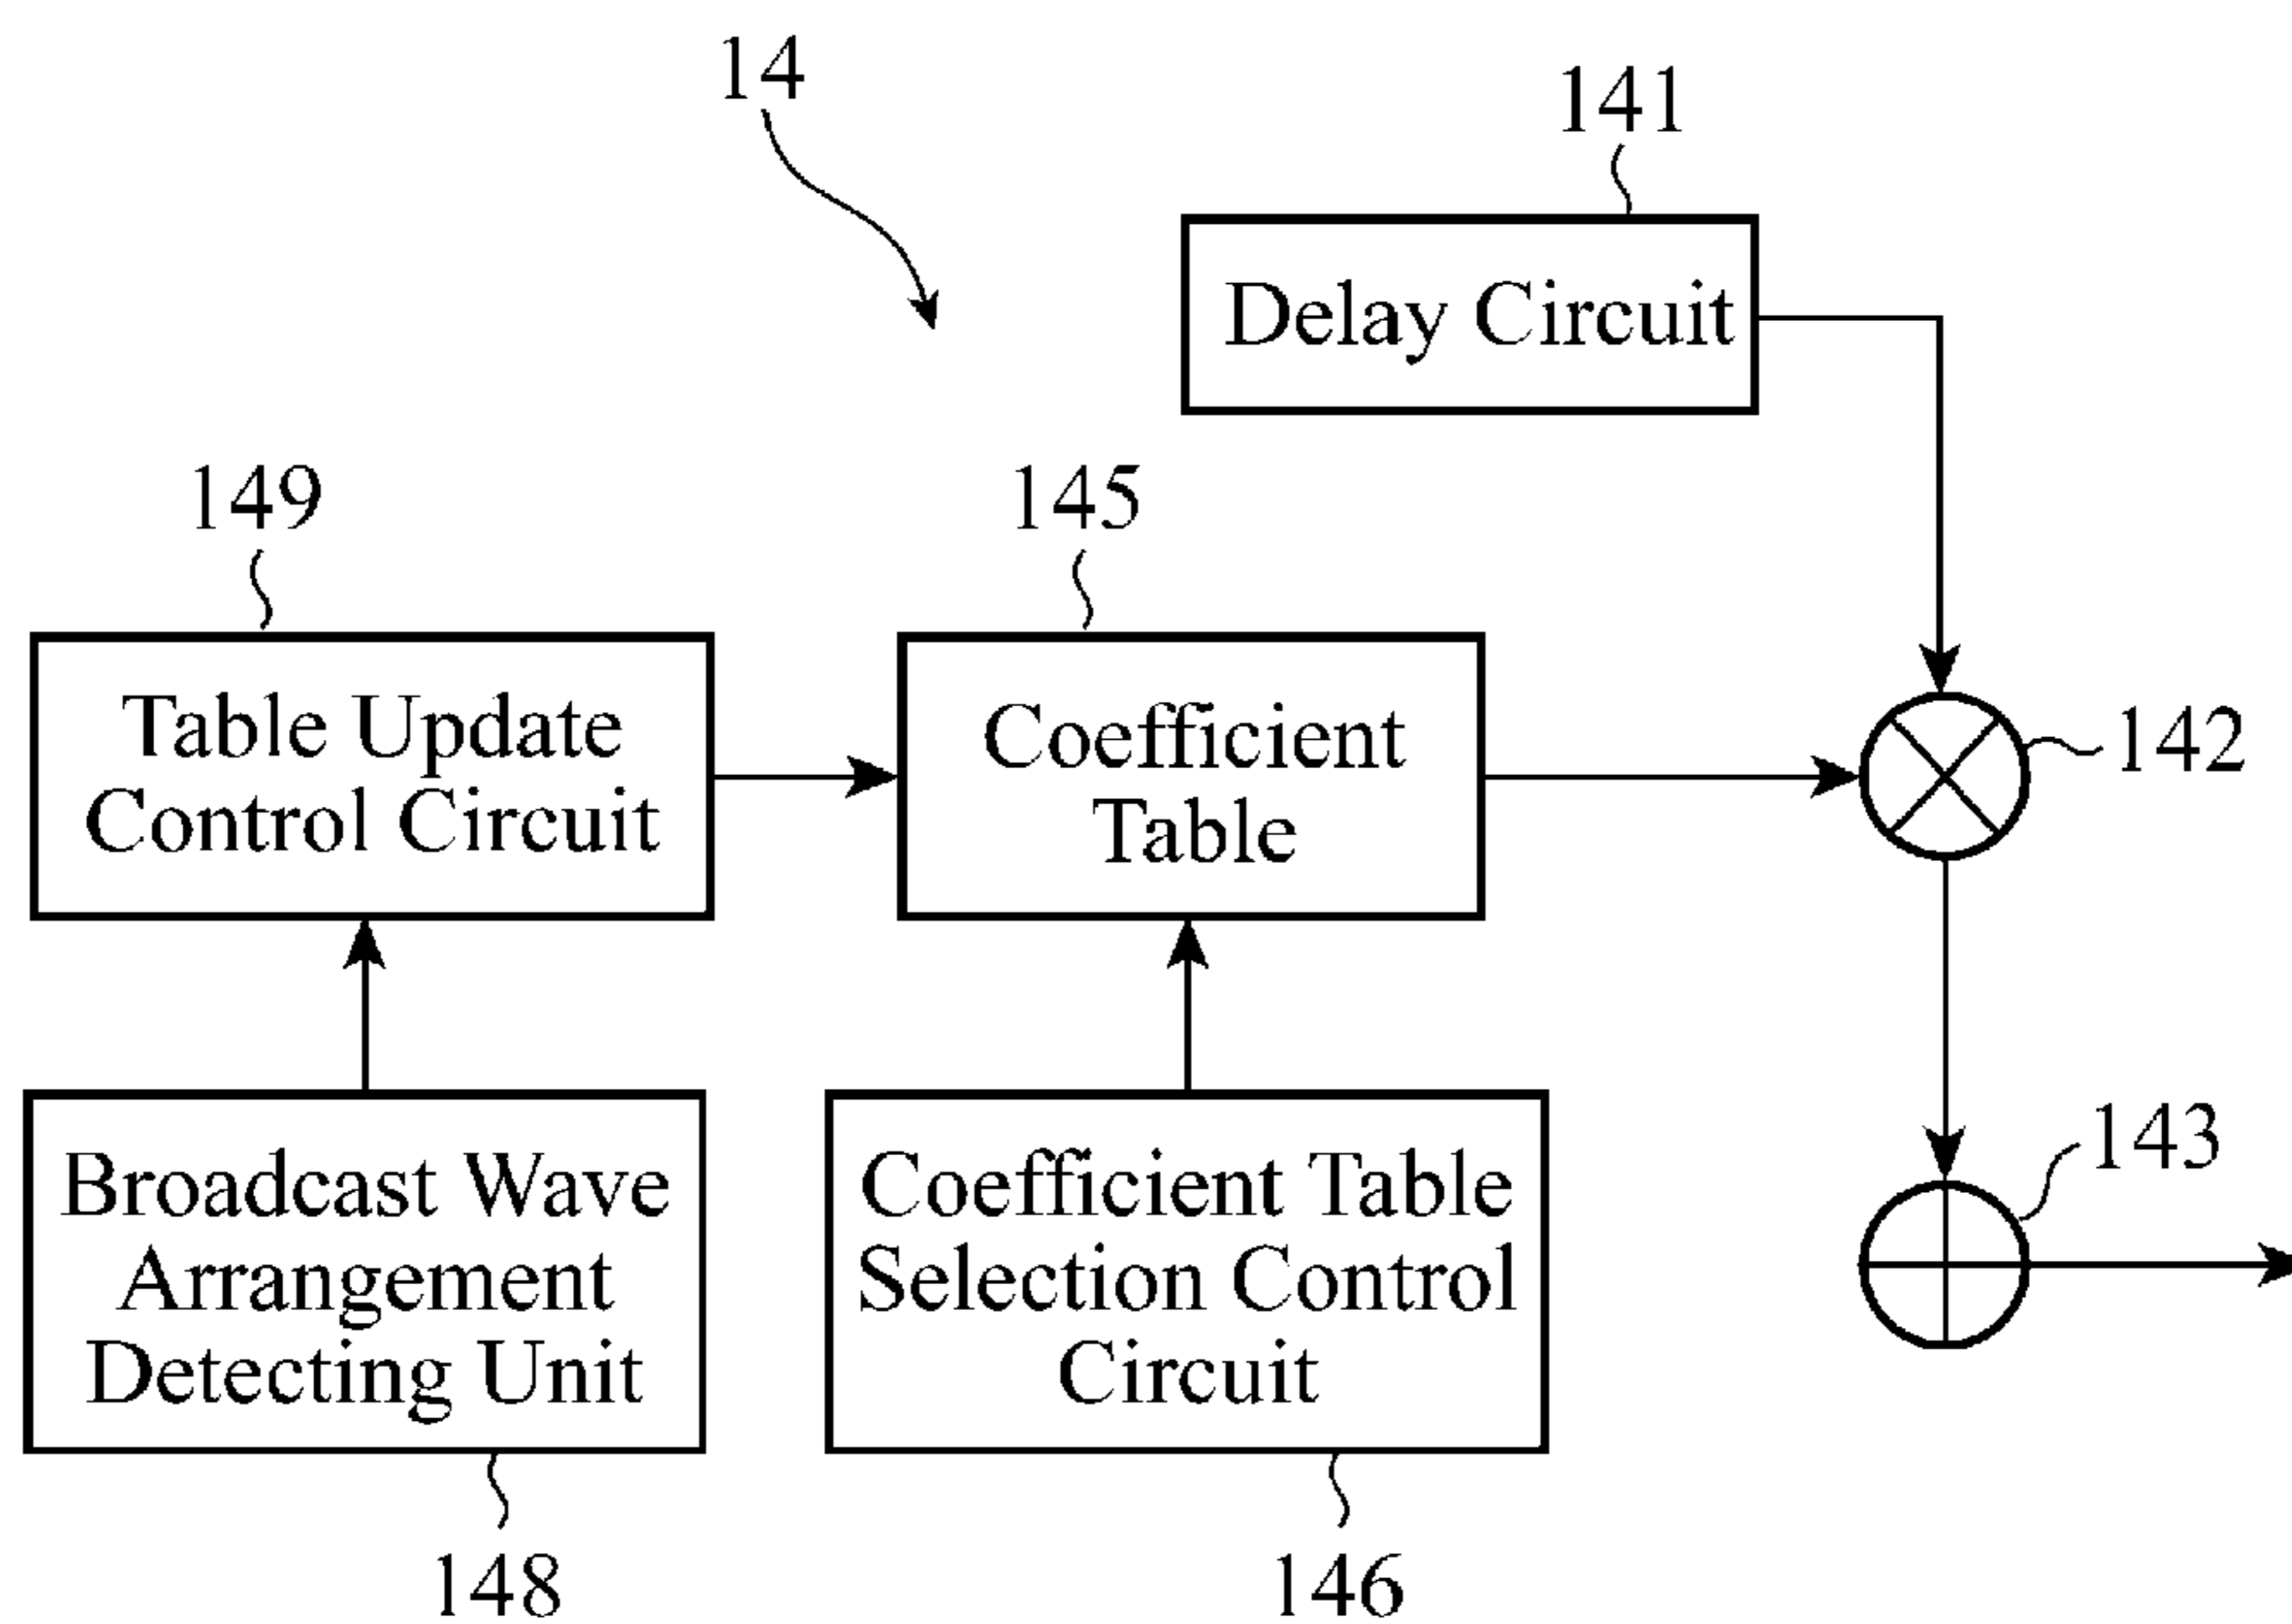 14
141
Delay Circuit
149
145
Table Update
Control Circuit
Coefficient
Table
142
Broadcast Wave
Arrangement
Detecting Unit
Coefficient Table
Selection Control
Circuit
143
148
146